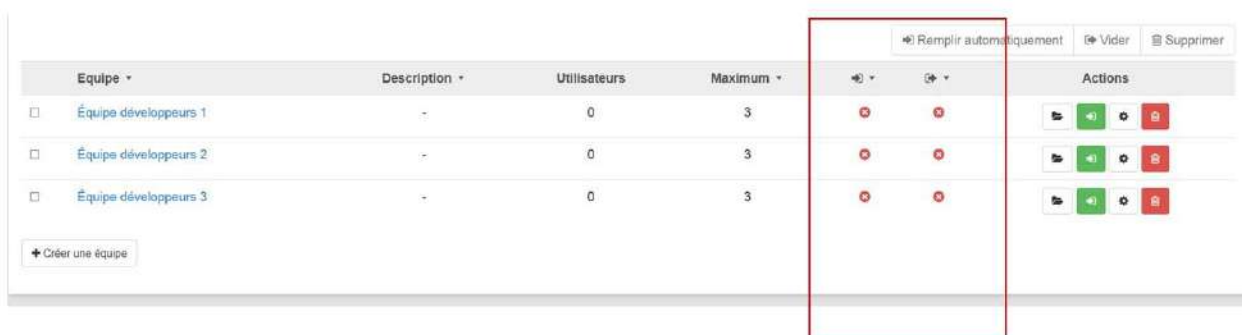 Remplir automatiquement Vider Supprimer
Equipe Description Utilisateurs Maximum Actions
Équipe développeurs 1 - 0 3
Équipe développeurs 2 - 0 3
Équipe développeurs 3 - 0 3
+ Créer une équipe